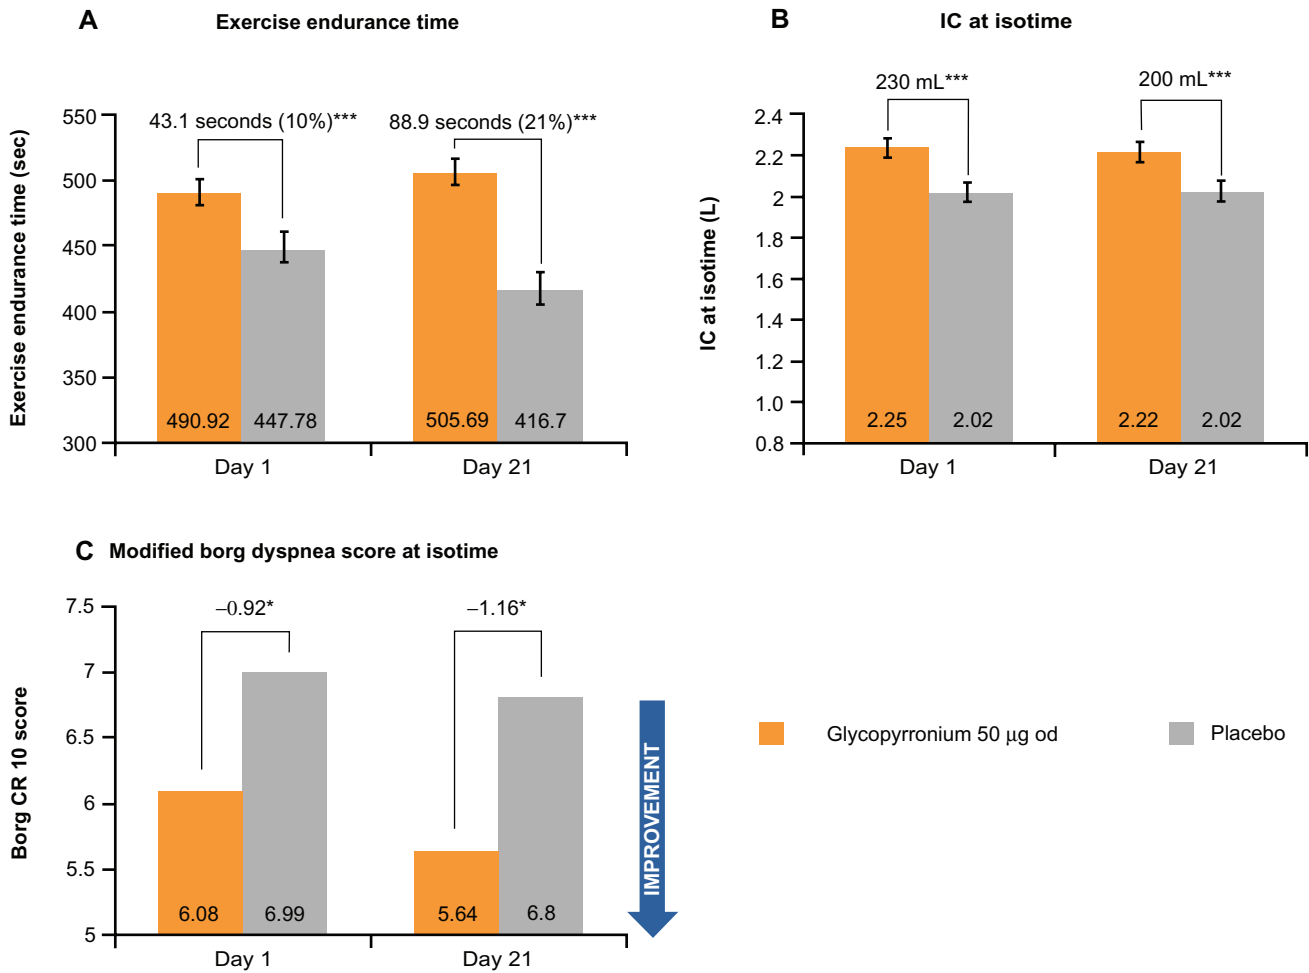 A Exercise endurance time
Exercise endurance time (sec)
550
500
450
400
350
300
43.1 seconds (10%)***
88.9 seconds (21%)***
490.92 447.78 505.69 416.7
Day 1 Day 21
B IC at isotime
IC at isotime (L)
2.4
2.2
2
1.8
1.6
1.4
1.2
1.0
0.8
230 mL***
200 mL***
2.25 2.02 2.22 2.02
Day 1 Day 21
C Modified borg dyspnea score at isotime
Borg CR 10 score
7.5
7
6.5
6
5.5
5
–0.92*
–1.16*
6.08 6.99 5.64 6.8
Day 1 Day 21
IMPROVEMENT
Glycopyrronium 50 μg od
Placebo